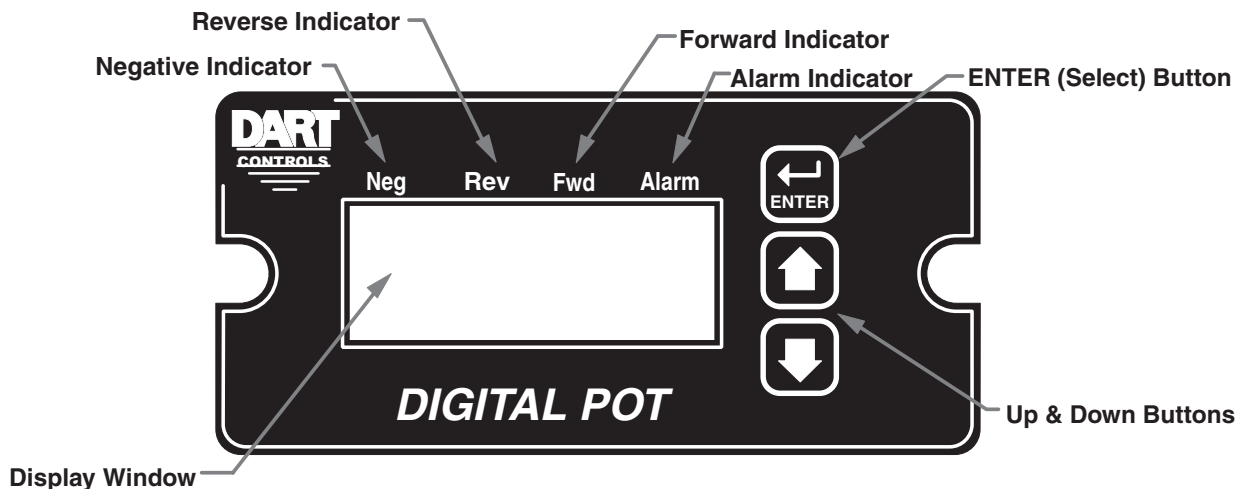 Reverse Indicator
Forward Indicator
Negative Indicator
Alarm Indicator
ENTER (Select) Button
DART
CONTROLS
Neg Rev Fwd Alarm
ENTER
DIGITAL POT
Up & Down Buttons
Display Window